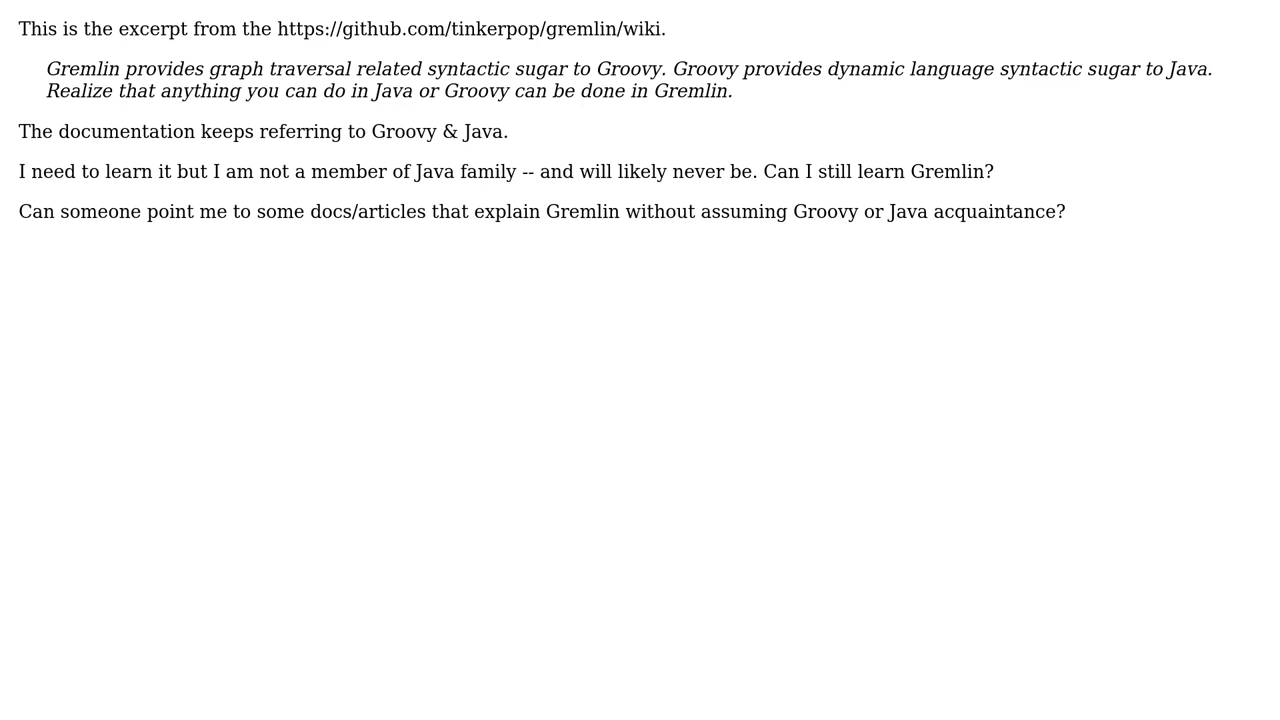 This is the excerpt from the https://github.com/tinkerpop/gremlin/wiki.
Gremlin provides graph traversal related syntactic sugar to Groovy. Groovy provides dynamic language syntactic sugar to Java.
Realize that anything you can do in Java or Groovy can be done in Gremlin.
The documentation keeps referring to Groovy & Java.
I need to learn it but I am not a member of Java family -- and will likely never be. Can I still learn Gremlin?
Can someone point me to some docs/articles that explain Gremlin without assuming Groovy or Java acquaintance?